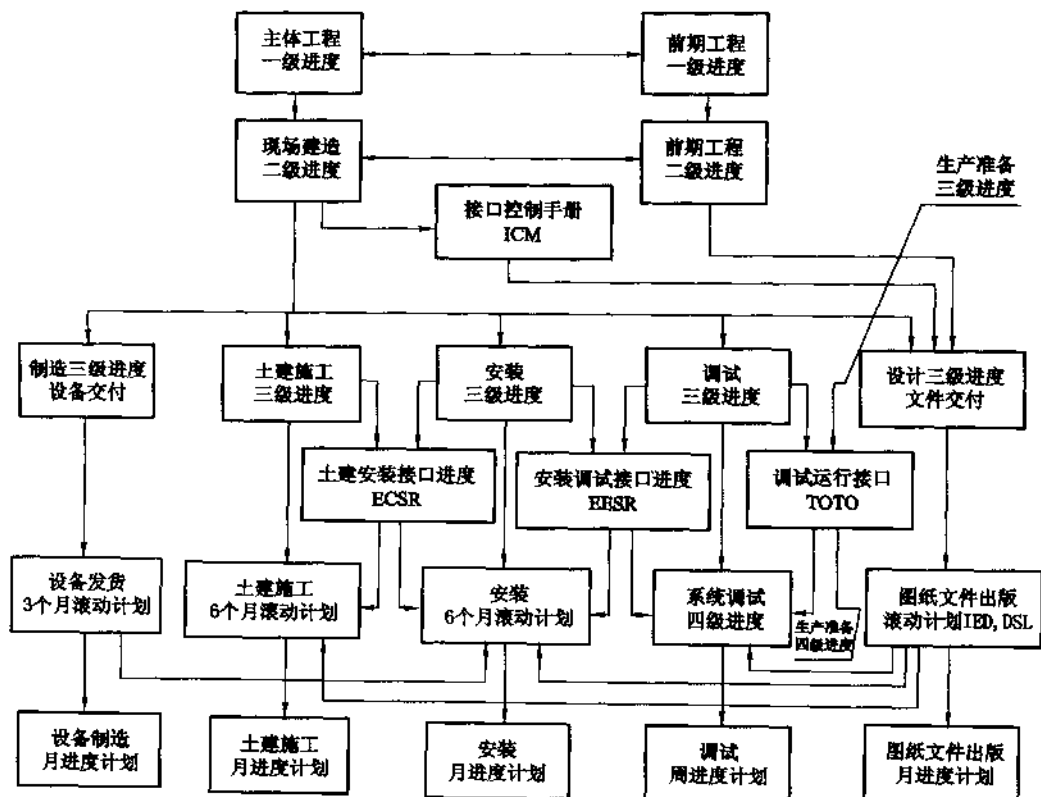 主体工程
一级进度
前期工程
一级进度
现场建造
二级进度
前期工程
二级进度
生产准备
三级进度
接口控制手册
ICM
制造三级进度
设备交付
土建施工
三级进度
安装
三级进度
调试
三级进度
设计三级进度
文件交付
土建安装接口进度
ECSR
安装调试接口进度
EESR
调试运行接口
TOTO
设备发货
3个月滚动计划
土建施工
6个月滚动计划
安装
6个月滚动计划
系统调试
四级进度
生产准备
四级进度
图纸文件出版
滚动计划IED,DSL
设备制造
月进度计划
土建施工
月进度计划
安装
月进度计划
调试
周进度计划
图纸文件出版
月进度计划